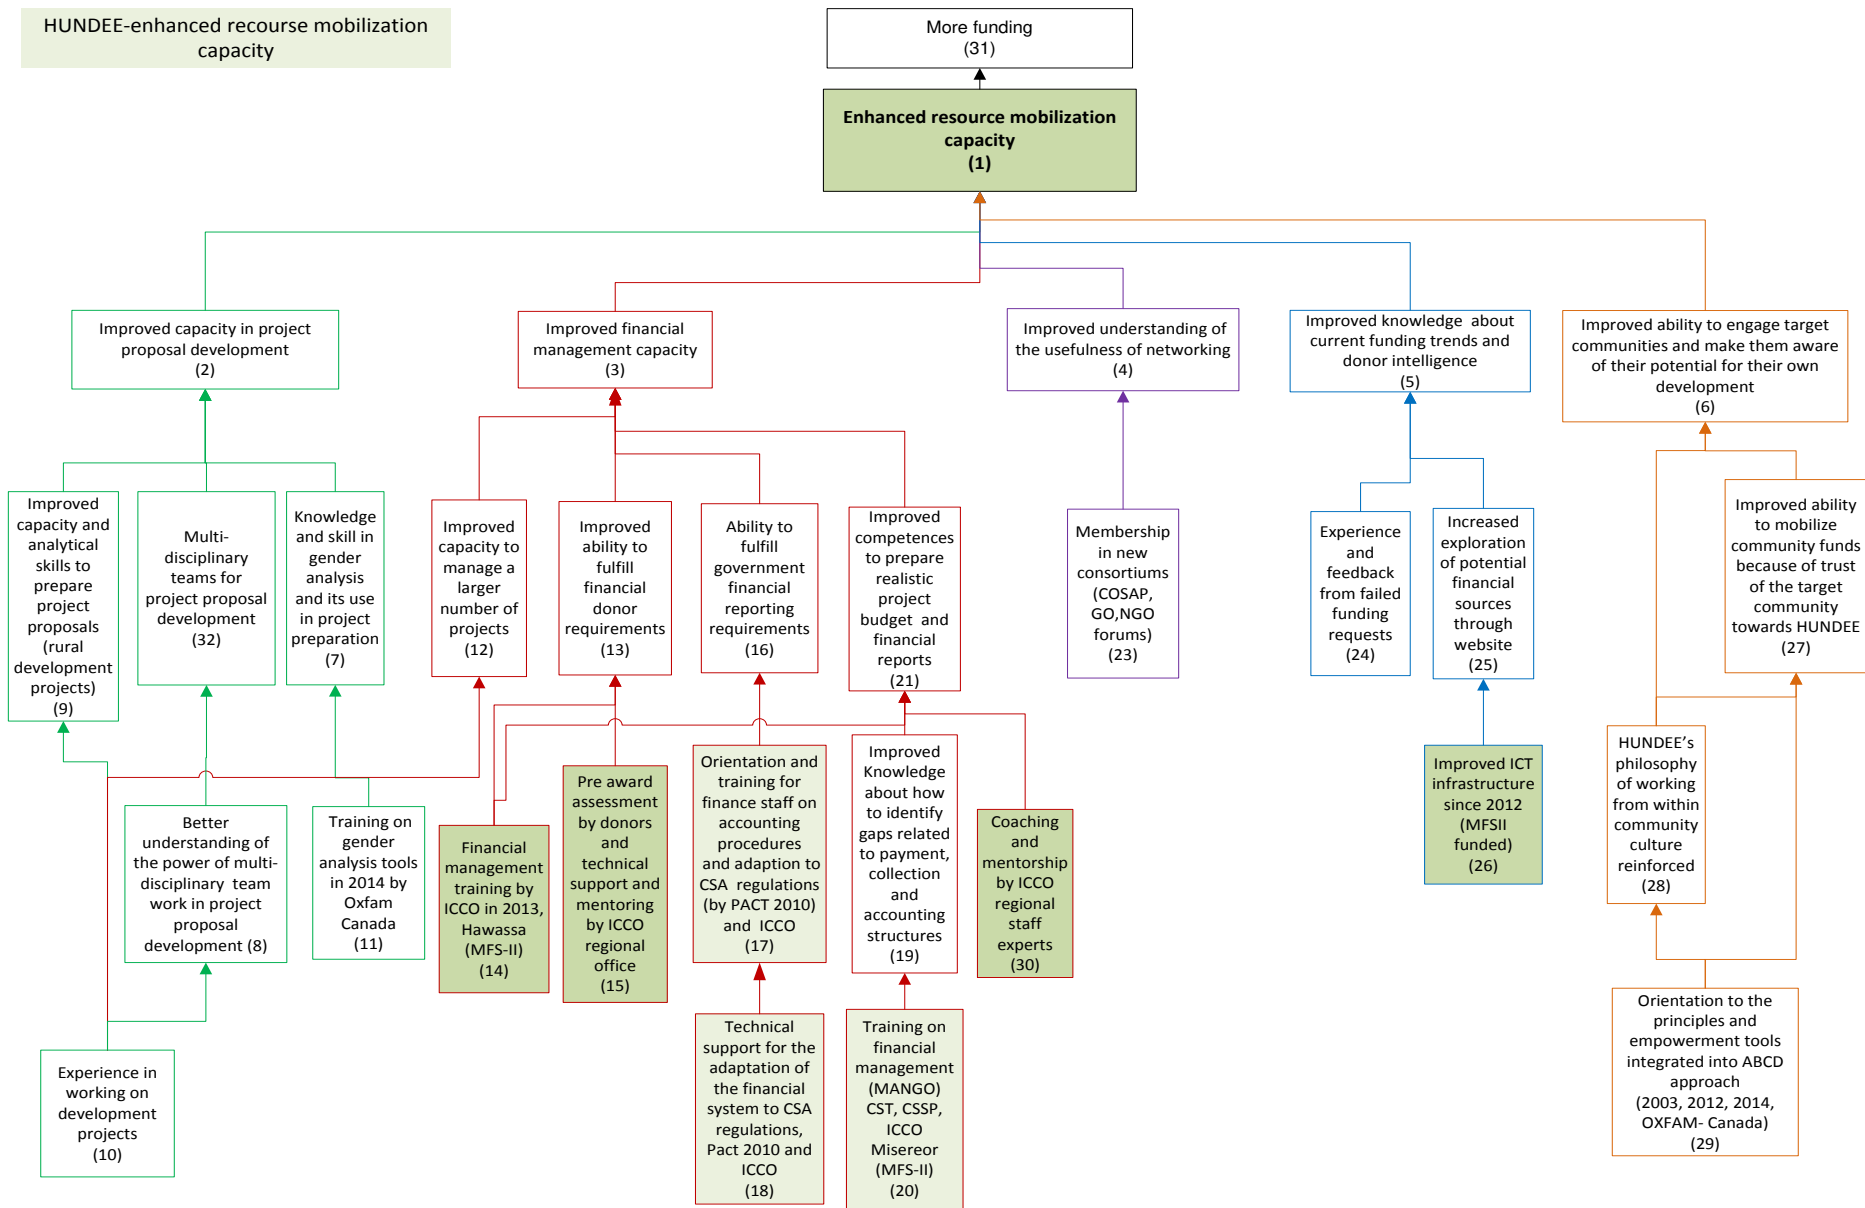 HUNDEE-enhanced recourse mobilization
capacity
More funding
(31)
Enhanced resource mobilization
capacity
(1)
Improved capacity in project
proposal development
(2)
Improved financial
management capacity
(3)
Improved understanding of
the usefulness of networking
(4)
Improved knowledge about
current funding trends and
donor intelligence
(5)
Improved ability to engage target
communities and make them aware
of their potential for their own
development
(6)
Improved
capacity and
analytical
skills to
prepare
project
proposals
(rural
development
projects)
(9)
Multi-
disciplinary
teams for
project proposal
development
(32)
Knowledge
and skill in
gender
analysis
and its use
in project
preparation
(7)
Improved
capacity to
manage a
larger
number of
projects
(12)
Improved
ability to
fulfill
financial
donor
requirements
(13)
Ability to
fulfill
government
financial
reporting
requirements
(16)
Improved
competences
to prepare
realistic
project
budget and
financial
reports
(21)
Membership
in new
consortiums
(COSAP,
GO,NGO
forums)
(23)
Experience
and
feedback
from failed
funding
requests
(24)
Increased
exploration
of potential
financial
sources
through
website
(25)
Improved ability
to mobilize
community funds
because of trust
of the target
community
towards HUNDEE
(27)
Better
understanding of
the power of multi-
disciplinary team
work in project
proposal
development (8)
Training on
gender
analysis tools
in 2014 by
Oxfam
Canada
(11)
Financial
management
training by
ICCO in 2013,
Hawassa
(MFS-II)
(14)
Pre award
assessment
by donors
and
technical
support and
mentoring
by ICCO
regional
office
(15)
Orientation and
training for
finance staff on
accounting
procedures
and adaption to
CSA regulations
(by PACT 2010)
and ICCO
(17)
Improved
Knowledge
about how
to identify
gaps related
to payment,
collection
and
accounting
structures
(19)
Coaching
and
mentorship
by ICCO
regional
staff
experts
(30)
Improved ICT
infrastructure
since 2012
(MFSII
funded)
(26)
HUNDEE’s
philosophy
of working
from within
community
culture
reinforced
(28)
Experience in
working on
development
projects
(10)
Technical
support for the
adaptation of
the financial
system to CSA
regulations,
Pact 2010 and
ICCO
(18)
Training on
financial
management
(MANGO)
CST, CSSP,
ICCO
Misereor
(MFS-II)
(20)
Orientation to the
principles and
empowerment tools
integrated into ABCD
approach
(2003, 2012, 2014,
OXFAM- Canada)
(29)